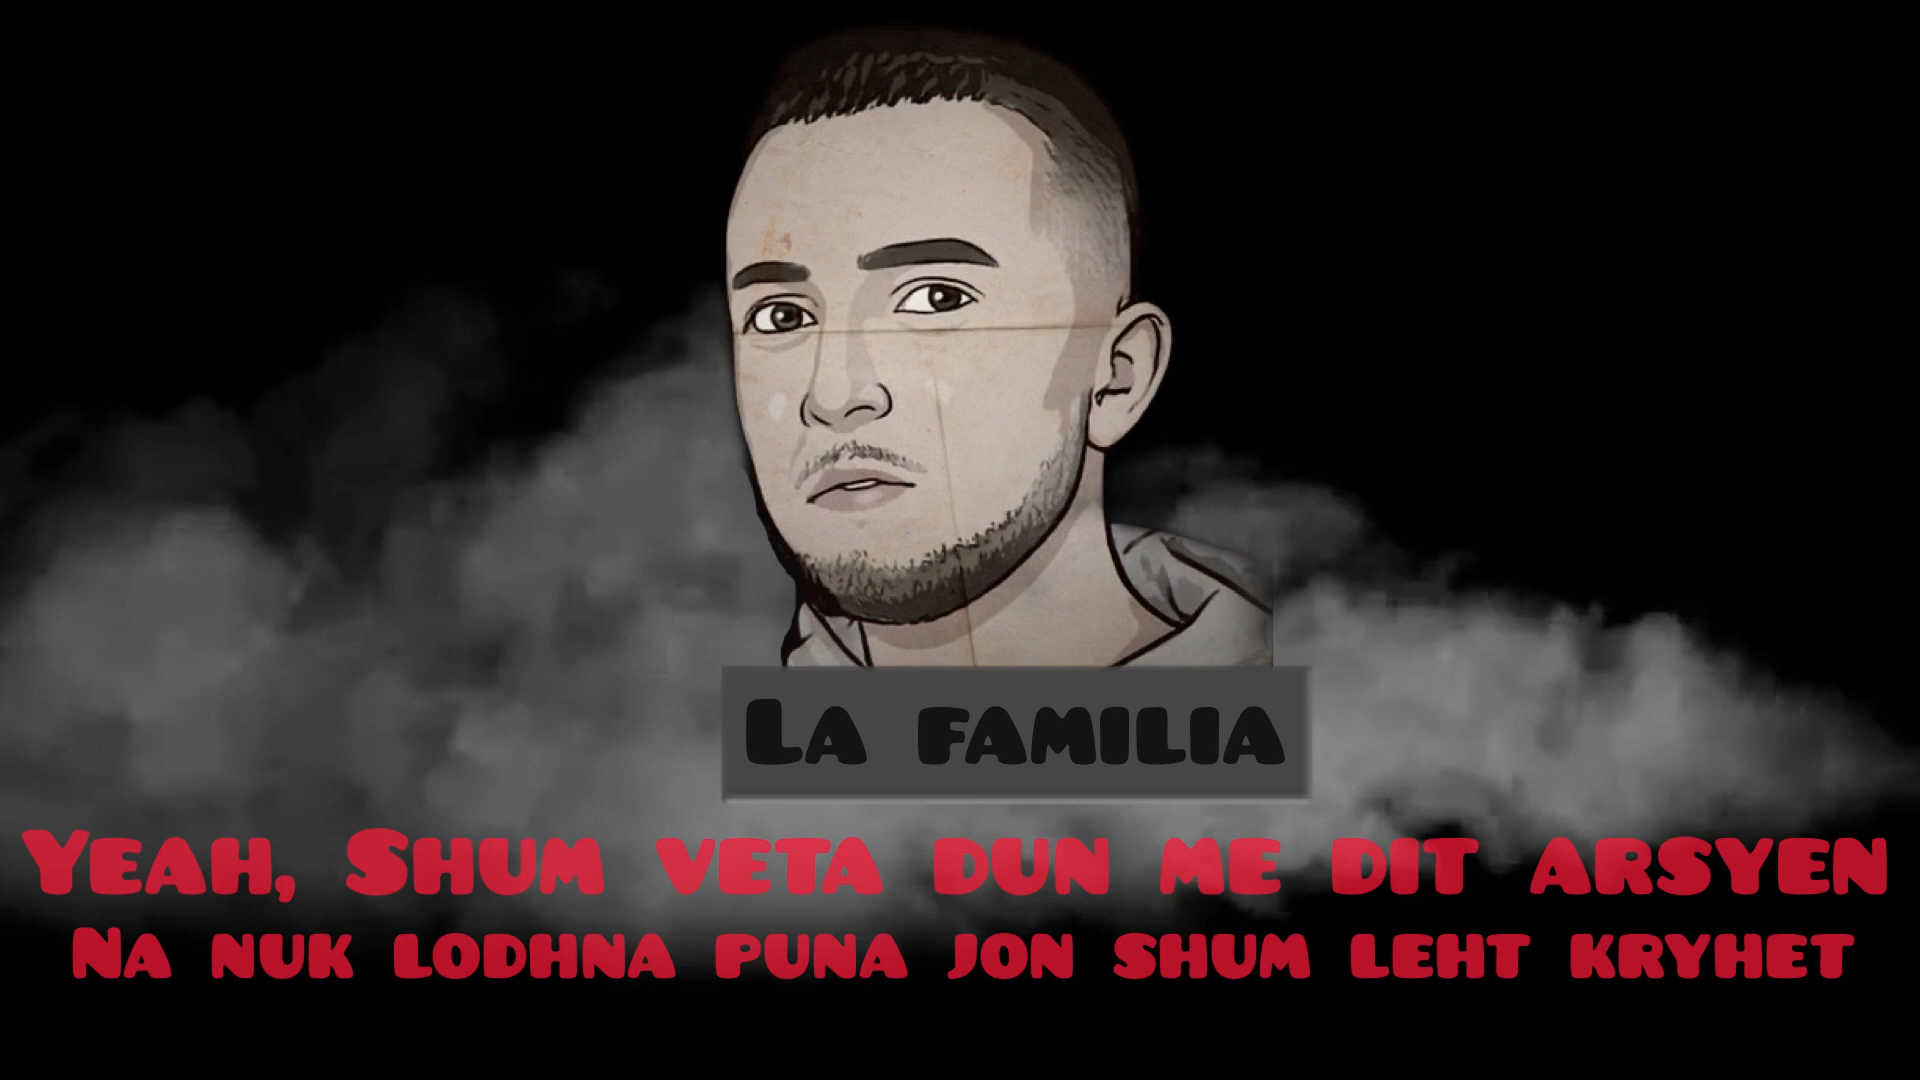 La familia
Yeah, Shum veta dun me dit arsyen
Na nuk lodhna puna jon shum leht kryhet